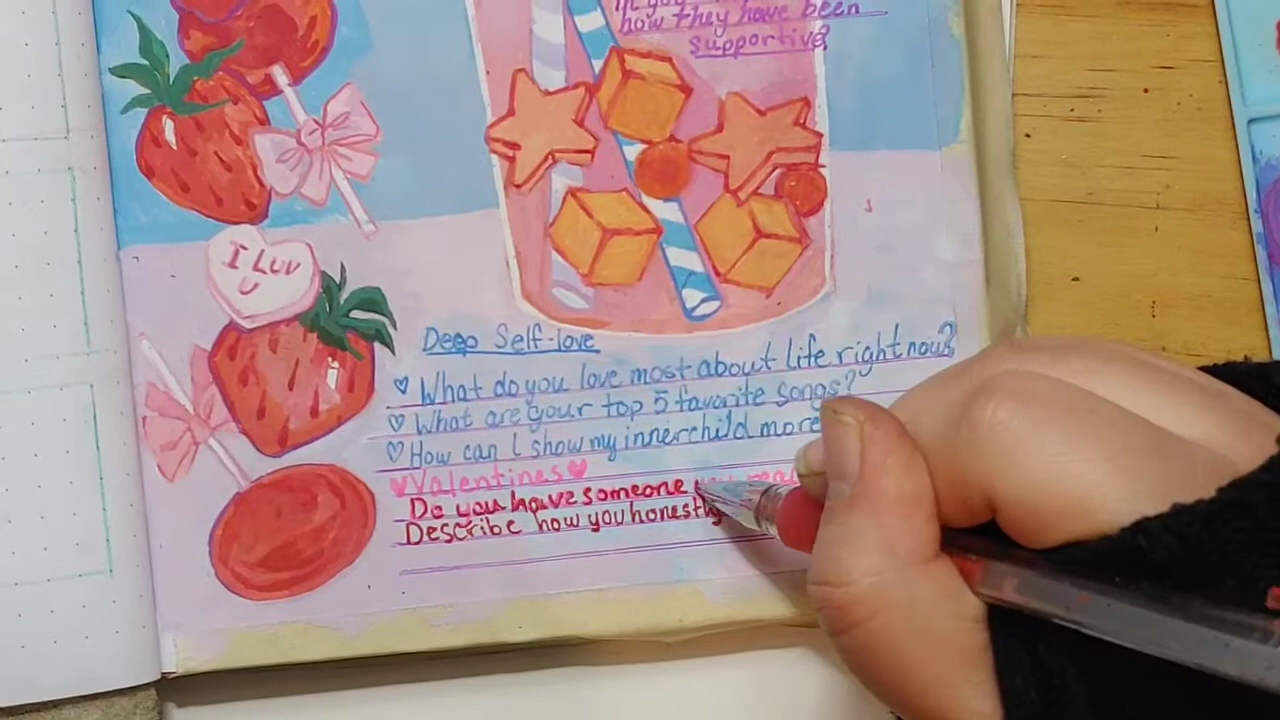 how they have been
supportive?
I LUV
U
Deep Self-love
What do you love most about life right now?
What are your top 5 favorite songs?
How can I show my inner child more
Valentines
Do you have someone
Describe how you honestly